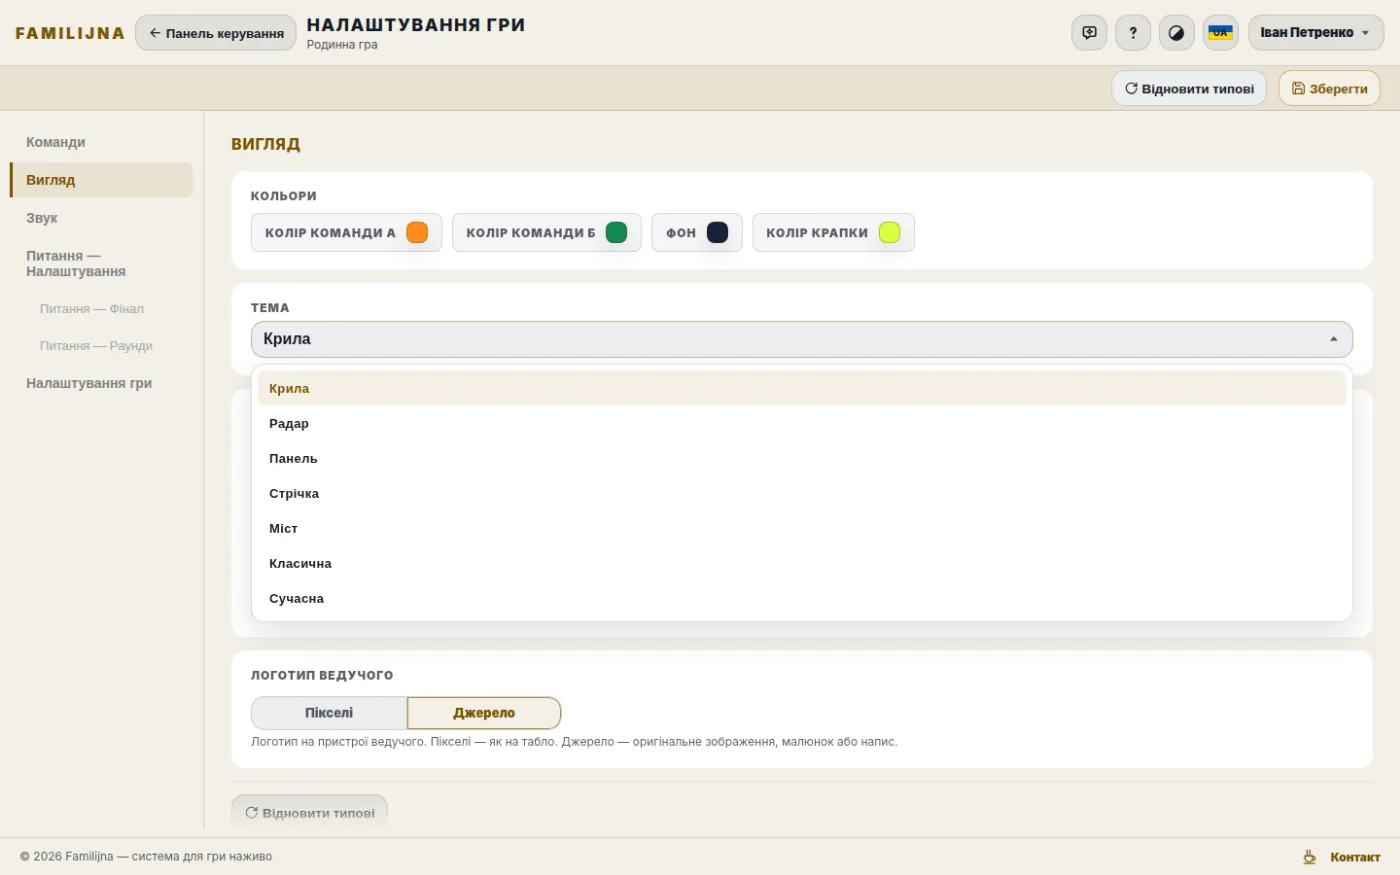 FAMILIJNA
Панель керування
НАЛАШТУВАННЯ ГРИ
Родинна гра
?
UA
Іван Петренко
Відновити типові
Зберегти
Команди
Вигляд
Звук
Питання —
Налаштування
Питання — Фінал
Питання — Раунди
Налаштування гри
ВИГЛЯД
КОЛЬОРИ
КОЛІР КОМАНДИ А
КОЛІР КОМАНДИ Б
ФОН
КОЛІР КРАПКИ
ТЕМА
Крила
Крила
Радар
Панель
Стрічка
Міст
Класична
Сучасна
ЛОГОТИП ВЕДУЧОГО
Пікселі
Джерело
Логотип на пристрої ведучого. Пікселі — як на табло. Джерело — оригінальне зображення, малюнок або напис.
Відновити типові
© 2026 Familijna — система для гри наживо
Контакт